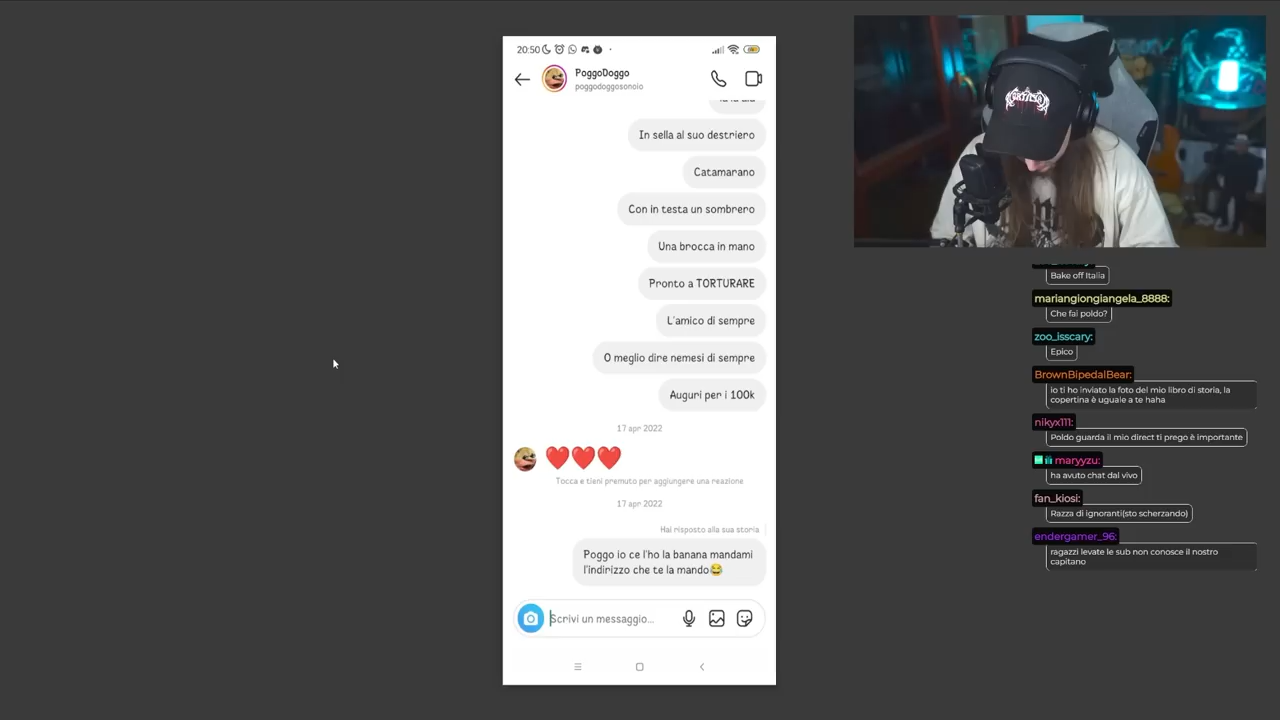 20:50
PoggoDoggo
poggodoggosonoio
In sella al suo destriero
Catamarano
Con in testa un sombrero
Una brocca in mano
Pronto a TORTURARE
L'amico di sempre
O meglio dire nemesi di sempre
Auguri per i 100k
17 apr 2022
Tocca e tieni premuto per aggiungere una reazione
17 apr 2022
Hai risposto alla sua storia
Poggo io ce l'ho la banana mandami
l'indirizzo che te la mando😂
Scrivi un messaggio...
Bake off Italia
mariangiongiangela_8888:
Che fai poldo?
zoo_isscary:
Epico
BrownBipedalBear:
io ti ho inviato la foto del mio libro di storia, la
copertina è uguale a te haha
nikyx111:
Poldo guarda il mio direct ti prego è importante
maryyzu:
ha avuto chat dal vivo
fan_kiosi:
Razza di ignoranti(sto scherzando)
endergamer_96:
ragazzi levate le sub non conosce il nostro
capitano